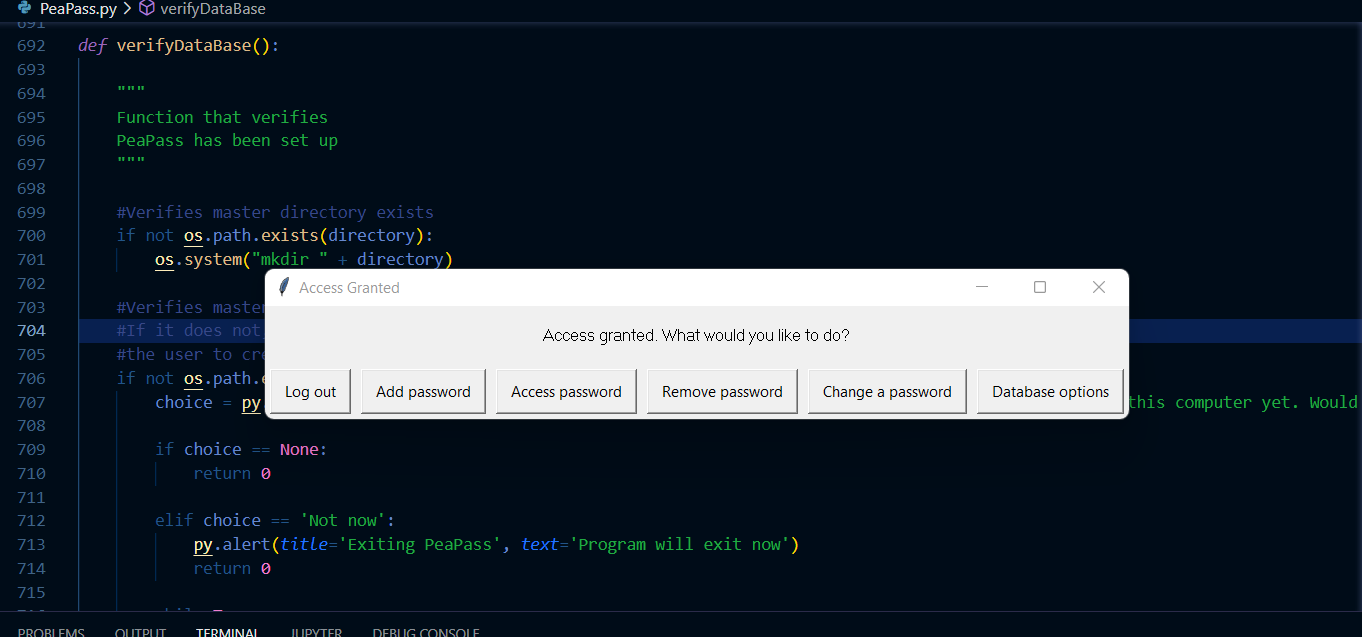 PeaPass.py > verifyDataBase
691
692 def verifyDataBase():
693
694 """
695 Function that verifies
696 PeaPass has been set up
697 """
698
699 #Verifies master directory exists
700 if not os.path.exists(directory):
701 os.system("mkdir " + directory)
702
703 #Verifies master
704 #If it does not
705 #the user to cre
706 if not os.path.e
707 choice = py this computer yet. Would
708
709 if choice == None:
710 return 0
711
712 elif choice == 'Not now':
713 py.alert(title='Exiting PeaPass', text='Program will exit now')
714 return 0
715
Access Granted
Access granted. What would you like to do?
Log out Add password Access password Remove password Change a password Database options
PROBLEMS OUTPUT TERMINAL JUPYTER DEBUG CONSOLE